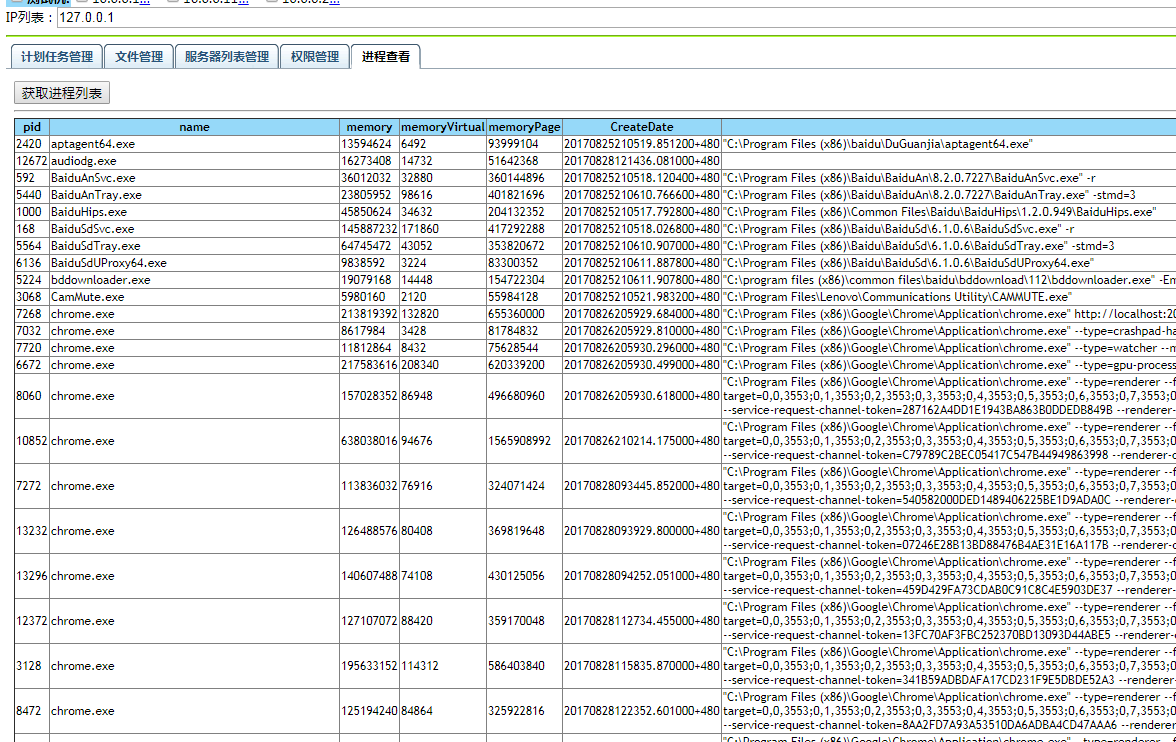 测试机: 10.0.0.1... 10.0.0.11... 10.0.0.2...
IP列表：127.0.0.1
计划任务管理 文件管理 服务器列表管理 权限管理 进程查看
获取进程列表
pid name memory memoryVirtual memoryPage CreateDate
2420 aptagent64.exe 13594624 6492 93999104 20170825210519.851200+480 "C:\Program Files (x86)\baidu\DuGuanjia\aptagent64.exe"
12672 audiodg.exe 16273408 14732 51642368 20170828121436.081000+480
592 BaiduAnSvc.exe 36012032 32880 360144896 20170825210518.120400+480 "C:\Program Files (x86)\Baidu\BaiduAn\8.2.0.7227\BaiduAnSvc.exe" -r
5440 BaiduAnTray.exe 23805952 98616 401821696 20170825210610.766600+480 "C:\Program Files (x86)\Baidu\BaiduAn\8.2.0.7227\BaiduAnTray.exe" -stmd=3
1000 BaiduHips.exe 45850624 34632 204132352 20170825210517.792800+480 "C:\Program Files (x86)\Common Files\Baidu\BaiduHips\1.2.0.949\BaiduHips.exe"
168 BaiduSdSvc.exe 145887232 171860 417292288 20170825210518.026800+480 "C:\Program Files (x86)\Baidu\BaiduSd\6.1.0.6\BaiduSdSvc.exe" -r
5564 BaiduSdTray.exe 64745472 43052 353820672 20170825210610.907000+480 "C:\Program Files (x86)\Baidu\BaiduSd\6.1.0.6\BaiduSdTray.exe" -stmd=3
6136 BaiduSdUProxy64.exe 9838592 3224 83300352 20170825210611.887800+480 "C:\Program Files (x86)\Baidu\BaiduSd\6.1.0.6\BaiduSdUProxy64.exe"
5224 bddownloader.exe 19079168 14448 154722304 20170825210611.907800+480 "C:\program files (x86)\common files\baidu\bddownload\112\bddownloader.exe" -Em
3068 CamMute.exe 5980160 2120 55984128 20170825210521.983200+480 "C:\Program Files\Lenovo\Communications Utility\CAMMUTE.exe"
7268 chrome.exe 213819392 132820 655360000 20170826205929.684000+480 "C:\Program Files (x86)\Google\Chrome\Application\chrome.exe" http://localhost:20
7032 chrome.exe 8617984 3428 81784832 20170826205929.810000+480 "C:\Program Files (x86)\Google\Chrome\Application\chrome.exe" --type=crashpad-ha
7720 chrome.exe 11812864 8432 75628544 20170826205930.296000+480 "C:\Program Files (x86)\Google\Chrome\Application\chrome.exe" --type=watcher --m
6672 chrome.exe 217583616 208340 620339200 20170826205930.499000+480 "C:\Program Files (x86)\Google\Chrome\Application\chrome.exe" --type=gpu-process
8060 chrome.exe 157028352 86948 496680960 20170826205930.618000+480 "C:\Program Files (x86)\Google\Chrome\Application\chrome.exe" --type=renderer --f
target=0,0,3553;0,1,3553;0,2,3553;0,3,3553;0,4,3553;0,5,3553;0,6,3553;0,7,3553;0
--service-request-channel-token=287162A4DD1E1943BA863B0DDEDB849B --renderer-
10852 chrome.exe 638038016 94676 1565908992 20170826210214.175000+480 "C:\Program Files (x86)\Google\Chrome\Application\chrome.exe" --type=renderer --f
target=0,0,3553;0,1,3553;0,2,3553;0,3,3553;0,4,3553;0,5,3553;0,6,3553;0,7,3553;0
--service-request-channel-token=C79789C2BEC05417C547B44949863998 --renderer-c
7272 chrome.exe 113836032 76916 324071424 20170828093445.852000+480 "C:\Program Files (x86)\Google\Chrome\Application\chrome.exe" --type=renderer --f
target=0,0,3553;0,1,3553;0,2,3553;0,3,3553;0,4,3553;0,5,3553;0,6,3553;0,7,3553;0
--service-request-channel-token=540582000DED1489406225BE1D9ADA0C --renderer-
13232 chrome.exe 126488576 80408 369819648 20170828093929.800000+480 "C:\Program Files (x86)\Google\Chrome\Application\chrome.exe" --type=renderer --f
target=0,0,3553;0,1,3553;0,2,3553;0,3,3553;0,4,3553;0,5,3553;0,6,3553;0,7,3553;0
--service-request-channel-token=07246E28B13BD88476B4AE31E16A117B --renderer-c
13296 chrome.exe 140607488 74108 430125056 20170828094252.051000+480 "C:\Program Files (x86)\Google\Chrome\Application\chrome.exe" --type=renderer --f
target=0,0,3553;0,1,3553;0,2,3553;0,3,3553;0,4,3553;0,5,3553;0,6,3553;0,7,3553;0
--service-request-channel-token=459D429FA73CDAB0C91C8C4E5903DE37 --renderer-
12372 chrome.exe 127107072 88420 359170048 20170828112734.455000+480 "C:\Program Files (x86)\Google\Chrome\Application\chrome.exe" --type=renderer --f
target=0,0,3553;0,1,3553;0,2,3553;0,3,3553;0,4,3553;0,5,3553;0,6,3553;0,7,3553;0
--service-request-channel-token=13FC70AF3FBC252370BD13093D44ABE5 --renderer-
3128 chrome.exe 195633152 114312 586403840 20170828115835.870000+480 "C:\Program Files (x86)\Google\Chrome\Application\chrome.exe" --type=renderer --f
target=0,0,3553;0,1,3553;0,2,3553;0,3,3553;0,4,3553;0,5,3553;0,6,3553;0,7,3553;0
--service-request-channel-token=341B59ADBDAFA17CD231F9E5DBDE52A3 --renderer-
8472 chrome.exe 125194240 84864 325922816 20170828122352.601000+480 "C:\Program Files (x86)\Google\Chrome\Application\chrome.exe" --type=renderer --f
target=0,0,3553;0,1,3553;0,2,3553;0,3,3553;0,4,3553;0,5,3553;0,6,3553;0,7,3553;0
--service-request-channel-token=8AA2FD7A93A53510DA6ADBA4CD47AAA6 --renderer-